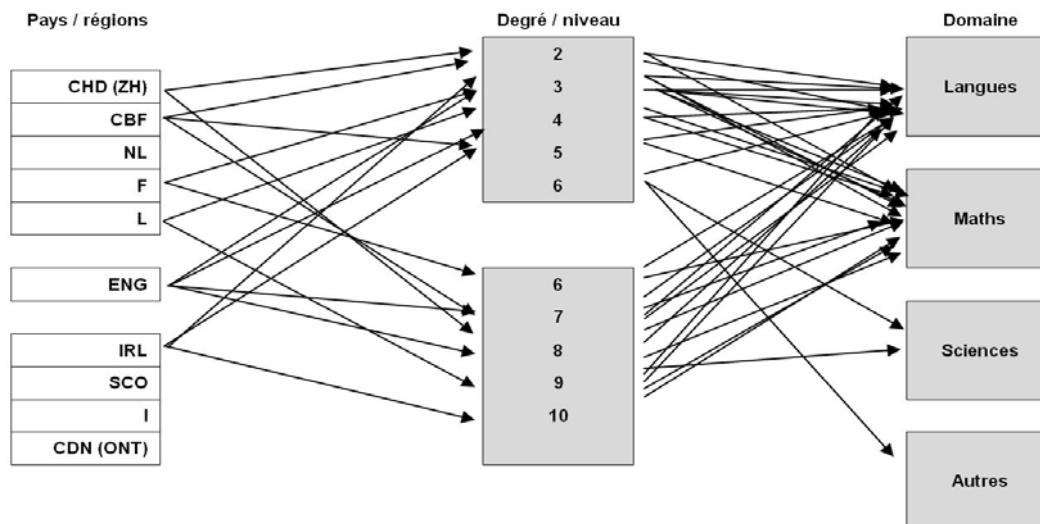 Pays / régions
Degré / niveau
Domaine
CHD (ZH)
CBF
NL
F
L
ENG
IRL
SCO
I
CDN (ONT)
2
3
4
5
6
6
7
8
9
10
Langues
Maths
Sciences
Autres